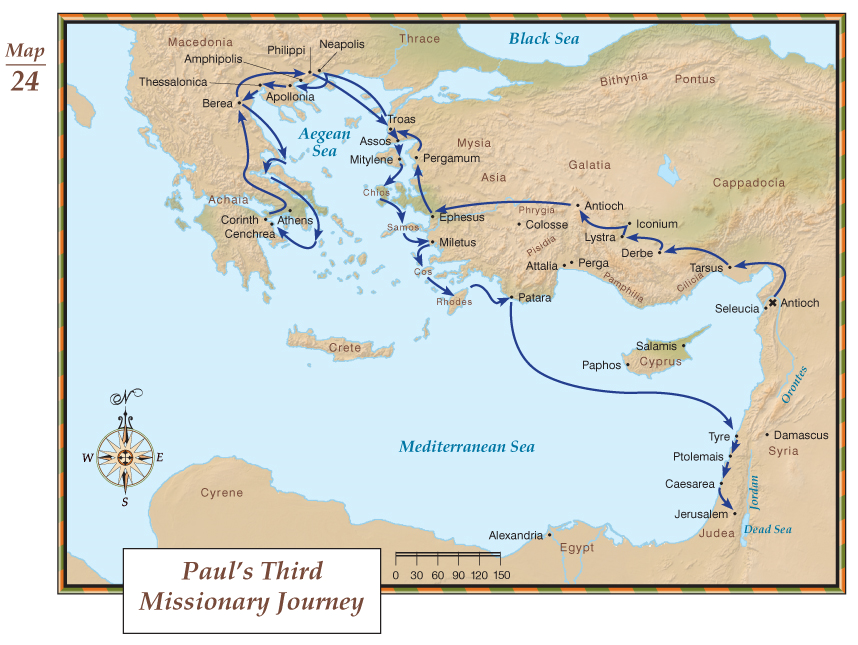 Map
24
Black Sea
Macedonia
Thrace
Neapolis
Philippi
Amphipolis
Thessalonica
Apollonia
Berea
Bithynia
Pontus
Aegean
Sea
Troas
Assos
Mysia
Mitylene
Pergamum
Galatia
Asia
Cappadocia
Chios
Achaia
Phrygia
Antioch
Corinth
Athens
Ephesus
Iconium
Samos
Colosse
Cenchrea
Lystra
Miletus
Pisidia
Derbe
Attalia
Perga
Tarsus
Cos
Pamphilia
Cilicia
Rhodes
Patara
Antioch
Seleucia
Crete
Salamis
Cyprus
Paphos
Orontes
N
W
E
S
Mediterranean Sea
Tyre
Damascus
Syria
Ptolemais
Caesarea
Jordan
Cyrene
Jerusalem
Dead Sea
Judea
Alexandria
Egypt
Paul's Third
Missionary Journey
0 30 60 90 120 150